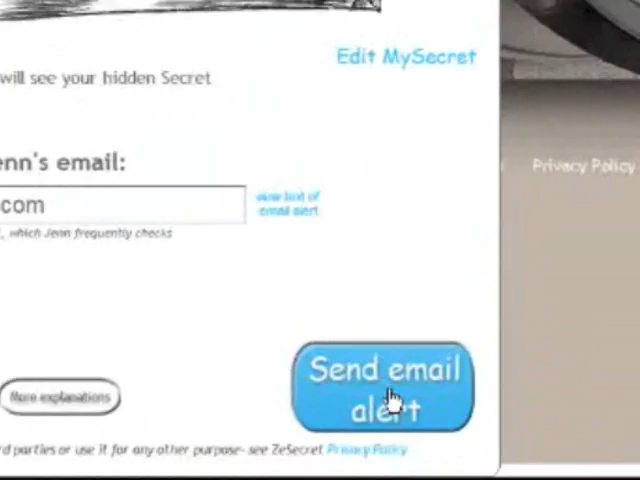 Edit MySecret
will see your hidden Secret
enn's email:
Privacy Policy
com
view text of
email alert
, which Jenn frequently checks
Send email
alert
More explanations
rd parties or use it for any other purpose- see ZeSecret Privacy Policy